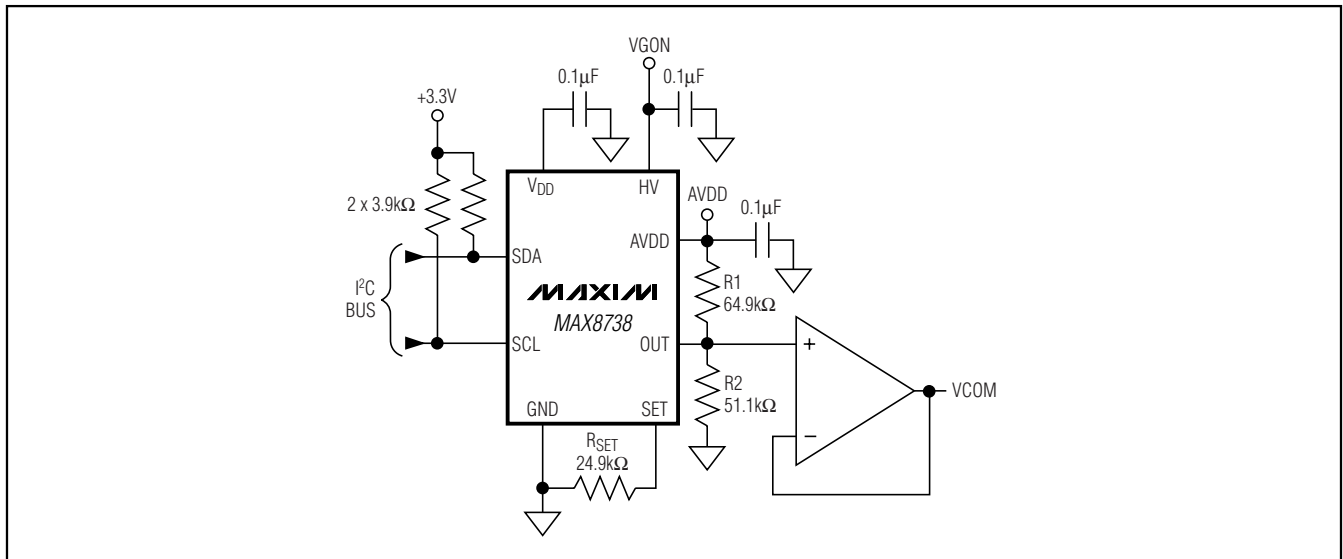 VGON
0.1µF
0.1µF
+3.3V
VDD
HV
2 x 3.9kΩ
AVDD
0.1µF
AVDD
SDA
R1
64.9kΩ
I²C
BUS
MAXIM
MAX8738
SCL
OUT
+
R2
51.1kΩ
VCOM
GND
SET
−
RSET
24.9kΩ